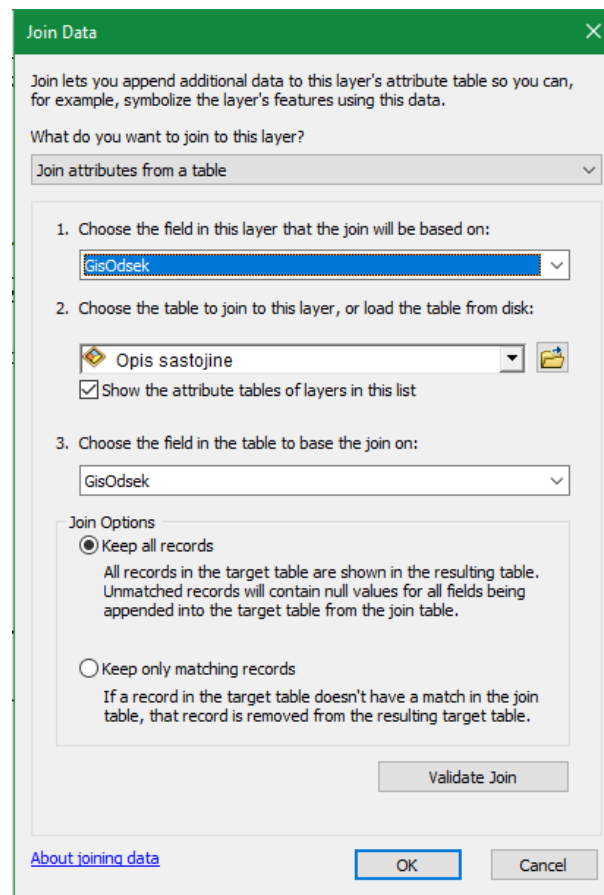 Join Data
Join lets you append additional data to this layer's attribute table so you can,
for example, symbolize the layer's features using this data.
What do you want to join to this layer?
Join attributes from a table
1. Choose the field in this layer that the join will be based on:
GisOdsek
2. Choose the table to join to this layer, or load the table from disk:
Opis sastojine
Show the attribute tables of layers in this list
3. Choose the field in the table to base the join on:
GisOdsek
Join Options
Keep all records
All records in the target table are shown in the resulting table.
Unmatched records will contain null values for all fields being
appended into the target table from the join table.
Keep only matching records
If a record in the target table doesn't have a match in the join
table, that record is removed from the resulting target table.
Validate Join
About joining data
OK
Cancel